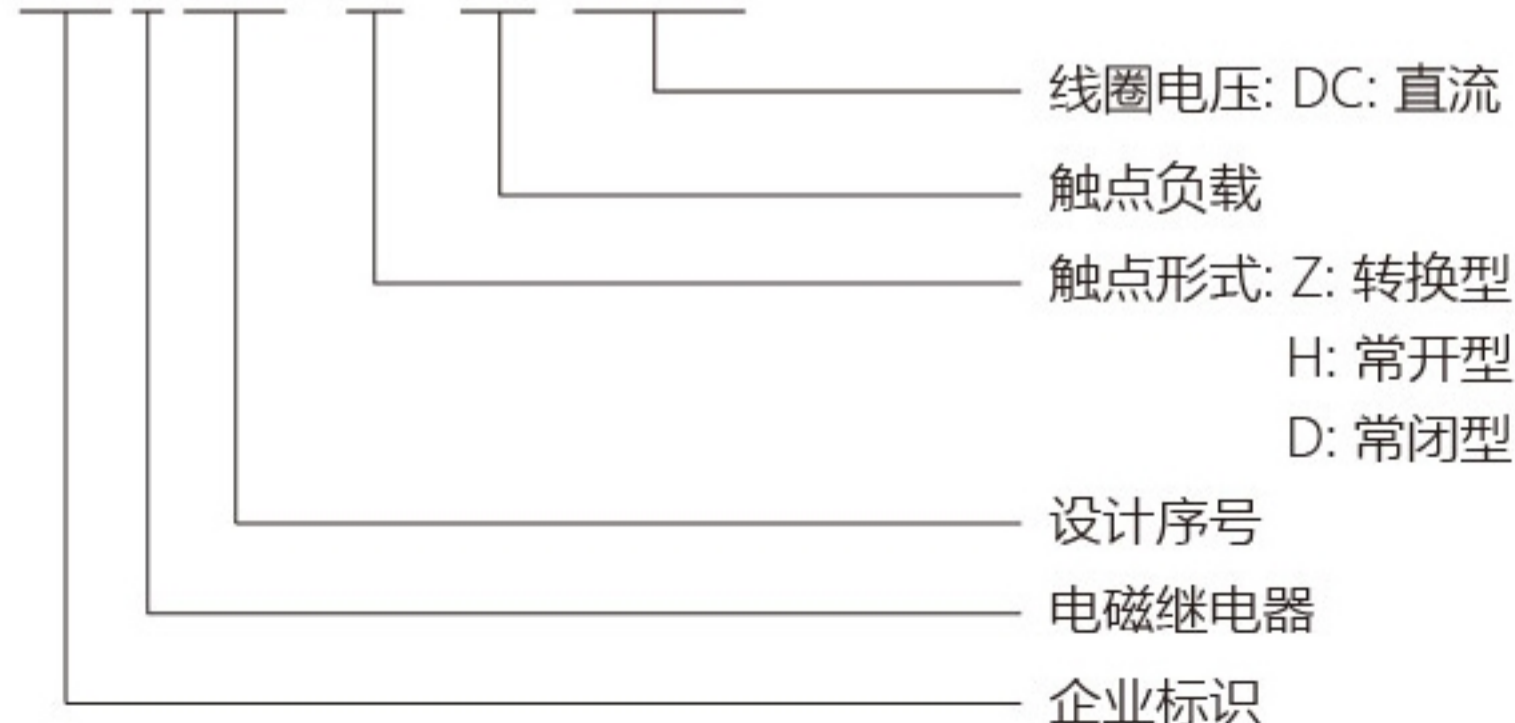 线圈电压: DC: 直流
触点负载
触点形式: Z: 转换型
H: 常开型
D: 常闭型
设计序号
电磁继电器
企业标识